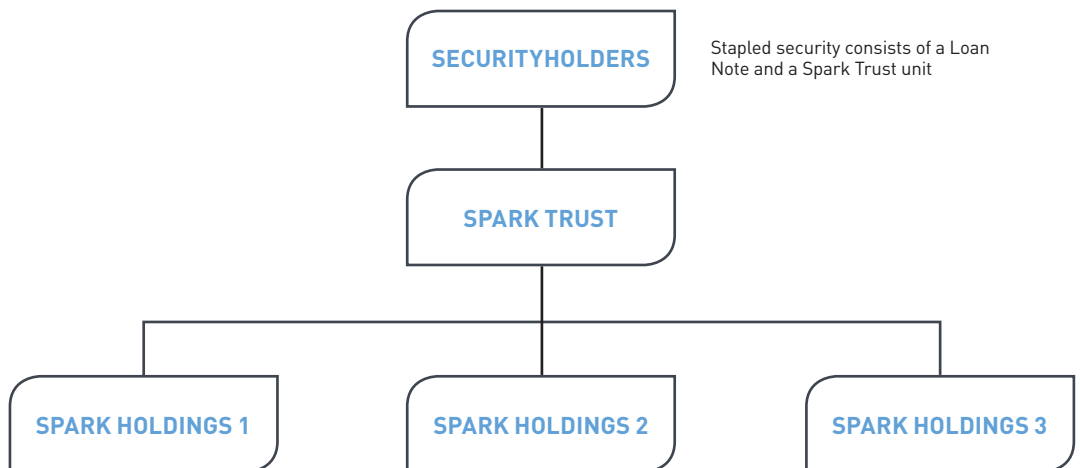 SECURITYHOLDERS
Stapled security consists of a Loan
Note and a Spark Trust unit
SPARK TRUST
SPARK HOLDINGS 1
SPARK HOLDINGS 2
SPARK HOLDINGS 3